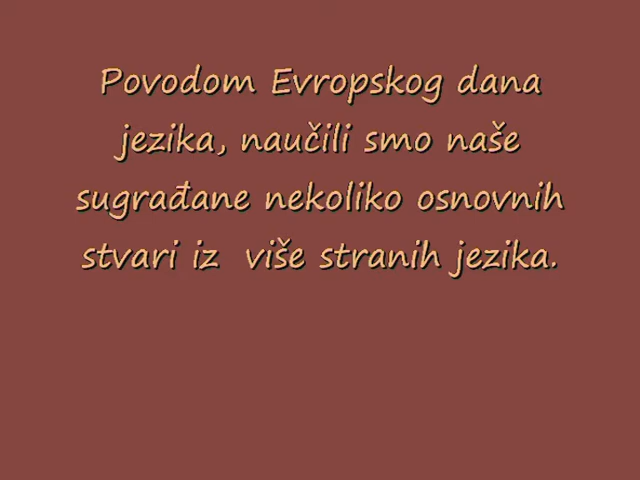 Povodom Evropskog dana
jezika, naučili smo naše
sugrađane nekoliko osnovnih
stvari iz  više stranih jezika.